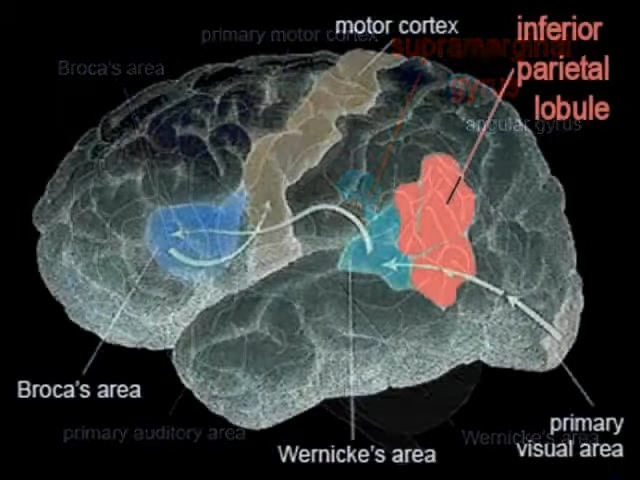 motor cortex
inferior
parietal
lobule
primary motor cortex
supramarginal
gyrus
Broca's area
angular gyrus
Broca's area
primary auditory area
Wernicke's area
primary
visual area
Wernicke's area